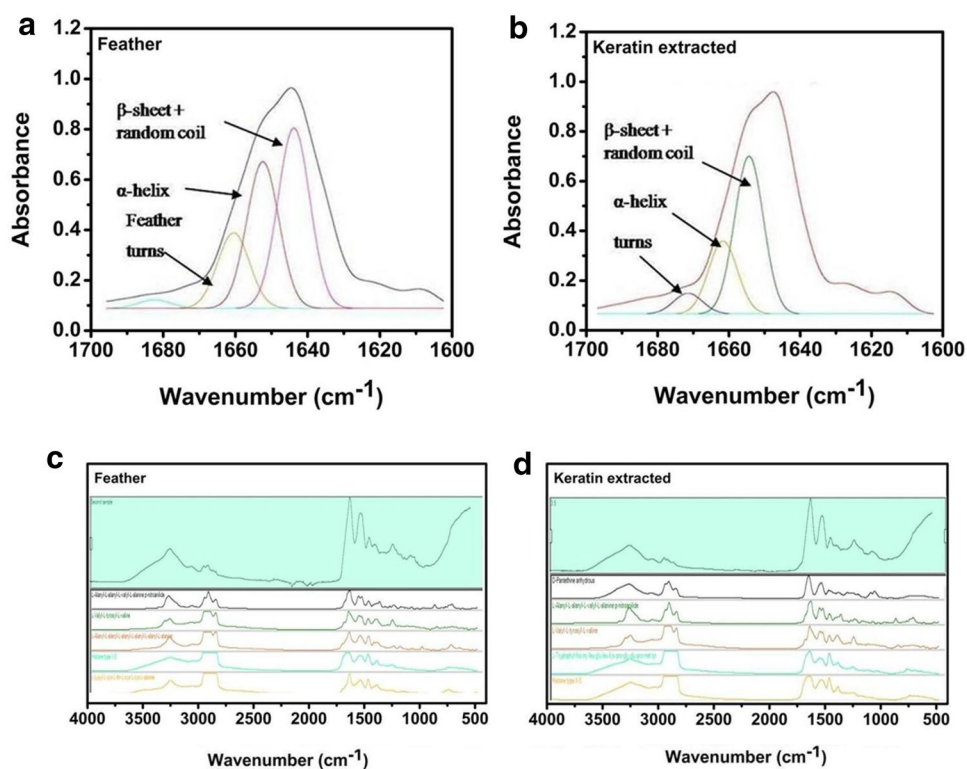 a
Feather
β-sheet +
random coil
α-helix
Feather
turns
Absorbance
1.2
1.0
0.8
0.6
0.4
0.2
0.0
1700 1680 1660 1640 1620 1600
Wavenumber (cm-1)
b
Keratin extracted
β-sheet +
random coil
α-helix
turns
Absorbance
1.2
1.0
0.8
0.6
0.4
0.2
0.0
1700 1680 1660 1640 1620 1600
Wavenumber (cm-1)
c
Feather
4000 3500 3000 2500 2000 1500 1000 500
Wavenumber (cm-1)
d
Keratin extracted
D-Pantethine anhydrous
4000 3500 3000 2500 2000 1500 1000 500
Wavenumber (cm-1)